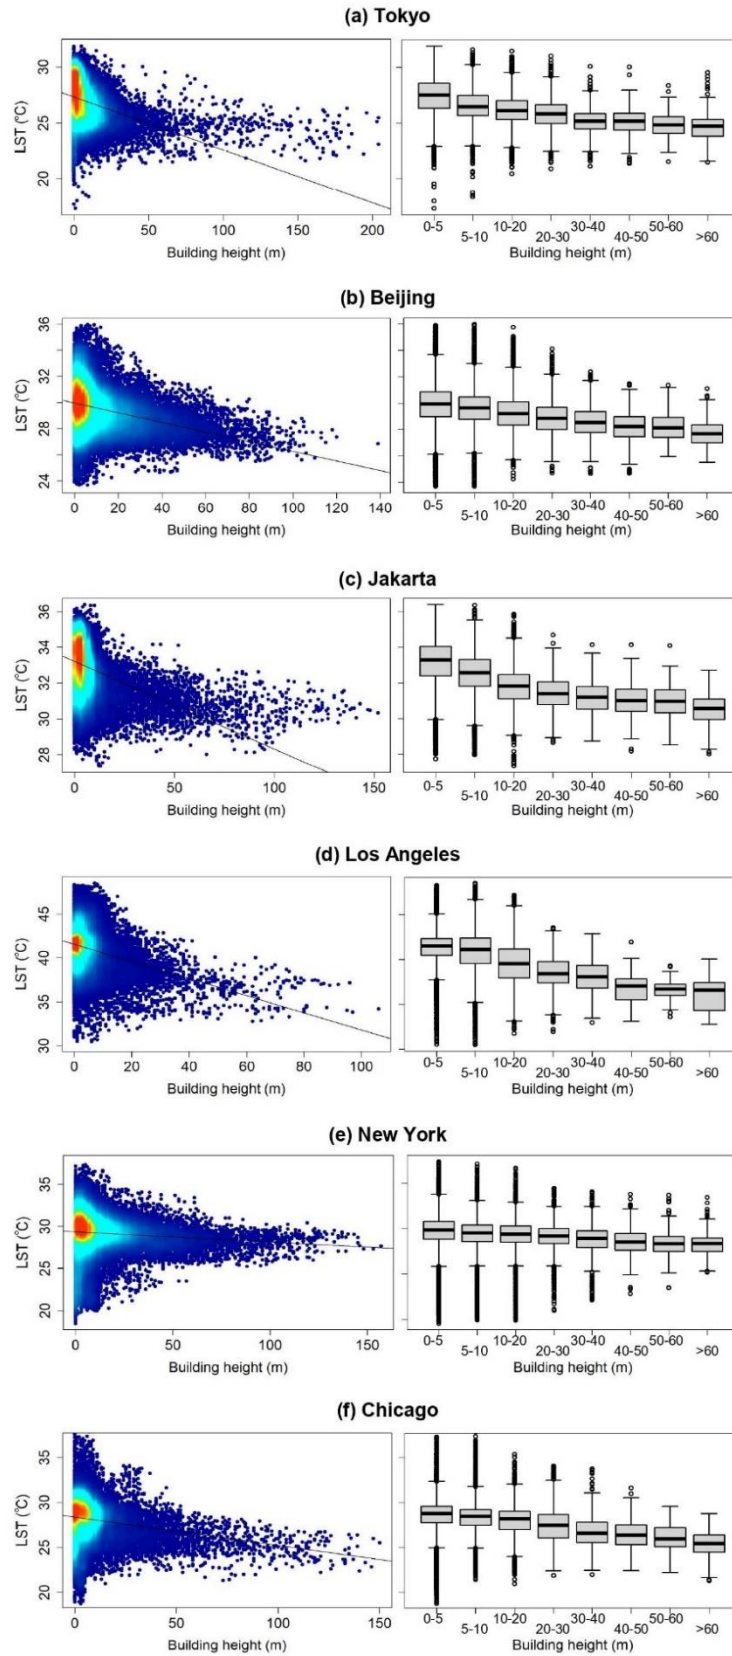 (a) Tokyo
LST (°C)
30
25
20
0 50 100 150 200
Building height (m)
0-5 10-20 30-40 50-60
5-10 20-30 40-50 >60
Building height (m)
(b) Beijing
LST (°C)
36
32
28
24
0 20 40 60 80 100 120 140
Building height (m)
0-5 10-20 30-40 50-60
5-10 20-30 40-50 >60
Building height (m)
(c) Jakarta
LST (°C)
36
34
32
30
28
0 50 100 150
Building height (m)
0-5 10-20 30-40 50-60
5-10 20-30 40-50 >60
Building height (m)
(d) Los Angeles
LST (°C)
45
40
35
30
0 20 40 60 80 100
Building height (m)
0-5 10-20 30-40 50-60
5-10 20-30 40-50 >60
Building height (m)
(e) New York
LST (°C)
35
30
25
20
0 50 100 150
Building height (m)
0-5 10-20 30-40 50-60
5-10 20-30 40-50 >60
Building height (m)
(f) Chicago
LST (°C)
35
30
25
20
0 50 100 150
Building height (m)
0-5 10-20 30-40 50-60
5-10 20-30 40-50 >60
Building height (m)